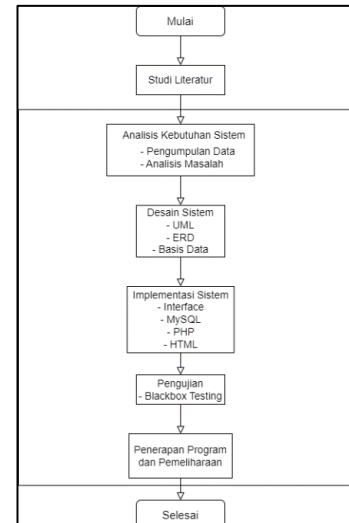 Mulai
Studi Literatur
Analisis Kebutuhan Sistem
- Pengumpulan Data
- Analisis Masalah
Desain Sistem
- UML
- ERD
- Basis Data
Implementasi Sistem
- Interface
- MySQL
- PHP
- HTML
Pengujian
- Blackbox Testing
Penerapan Program
dan Pemeliharaan
Selesai